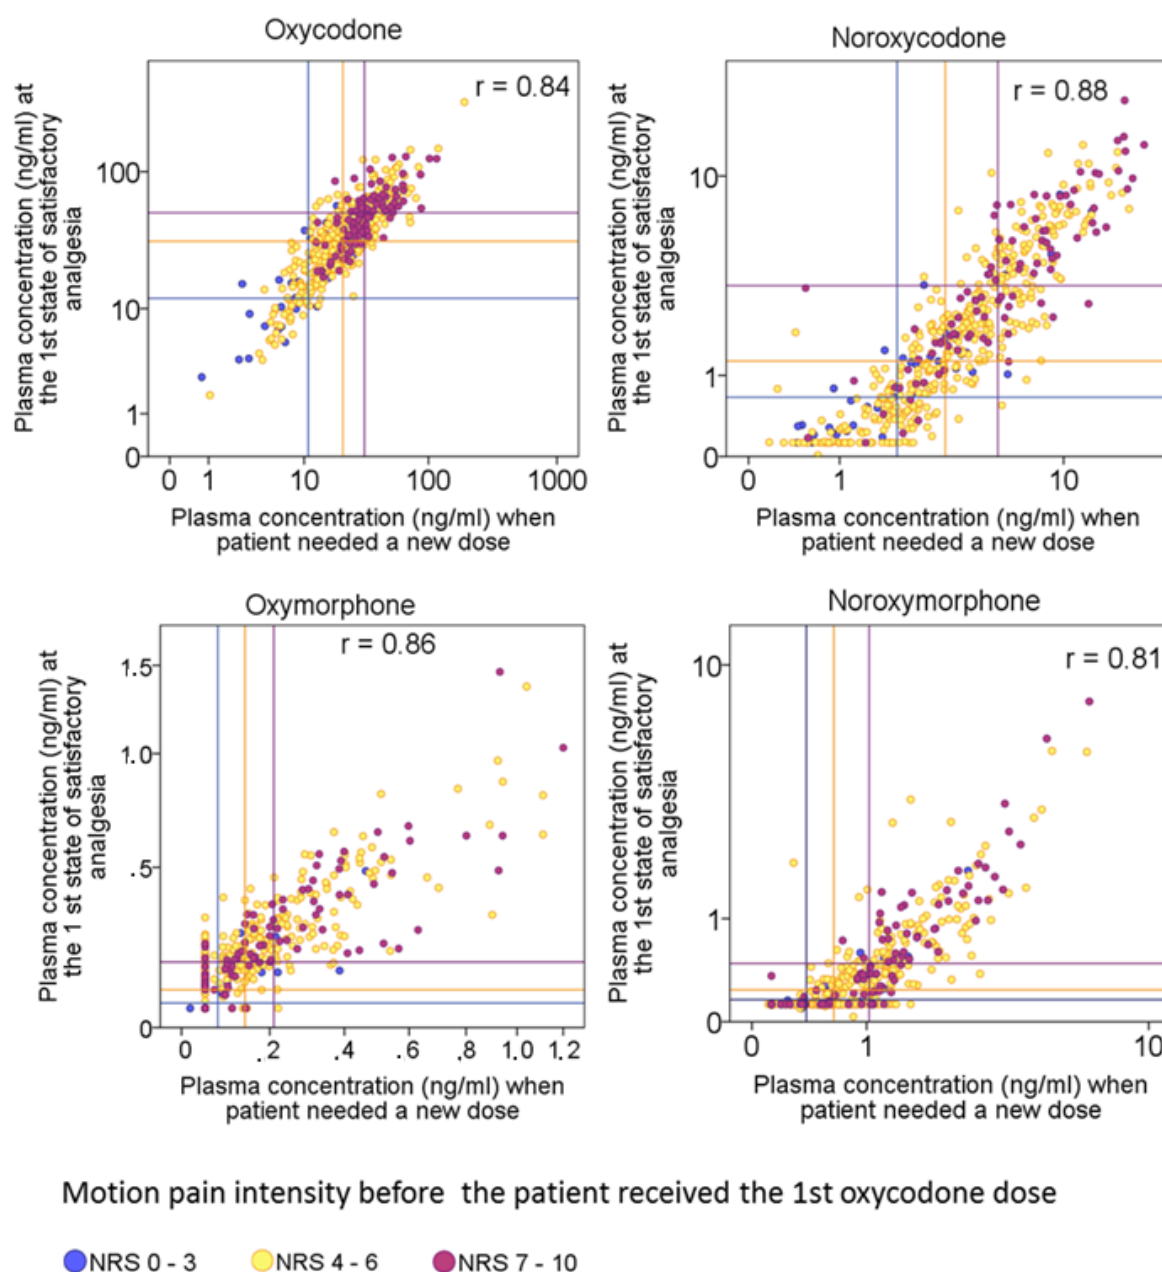 Oxycodone
r = 0.84
Plasma concentration (ng/ml) at
the 1st state of satisfactory
analgesia
100
10
1
0
0 1 10 100 1000
Plasma concentration (ng/ml) when
patient needed a new dose
Noroxycodone
r = 0.88
Plasma concentration (ng/ml) at
the 1st state of satisfactory
analgesia
10
1
0
0 1 10
Plasma concentration (ng/ml) when
patient needed a new dose
Oxymorphone
r = 0.86
Plasma concentration (ng/ml) at
the 1 st state of satisfactory
analgesia
1.5
1.0
.5
0
0 .2 .4 .6 .8 1.0 1.2
Plasma concentration (ng/ml) when
patient needed a new dose
Noroxymorphone
r = 0.81
Plasma concentration (ng/ml) at
the 1st state of satisfactory
analgesia
10
1
0
0 1 10
Plasma concentration (ng/ml) when
patient needed a new dose
Motion pain intensity before the patient received the 1st oxycodone dose
NRS 0 - 3 NRS 4 - 6 NRS 7 - 10